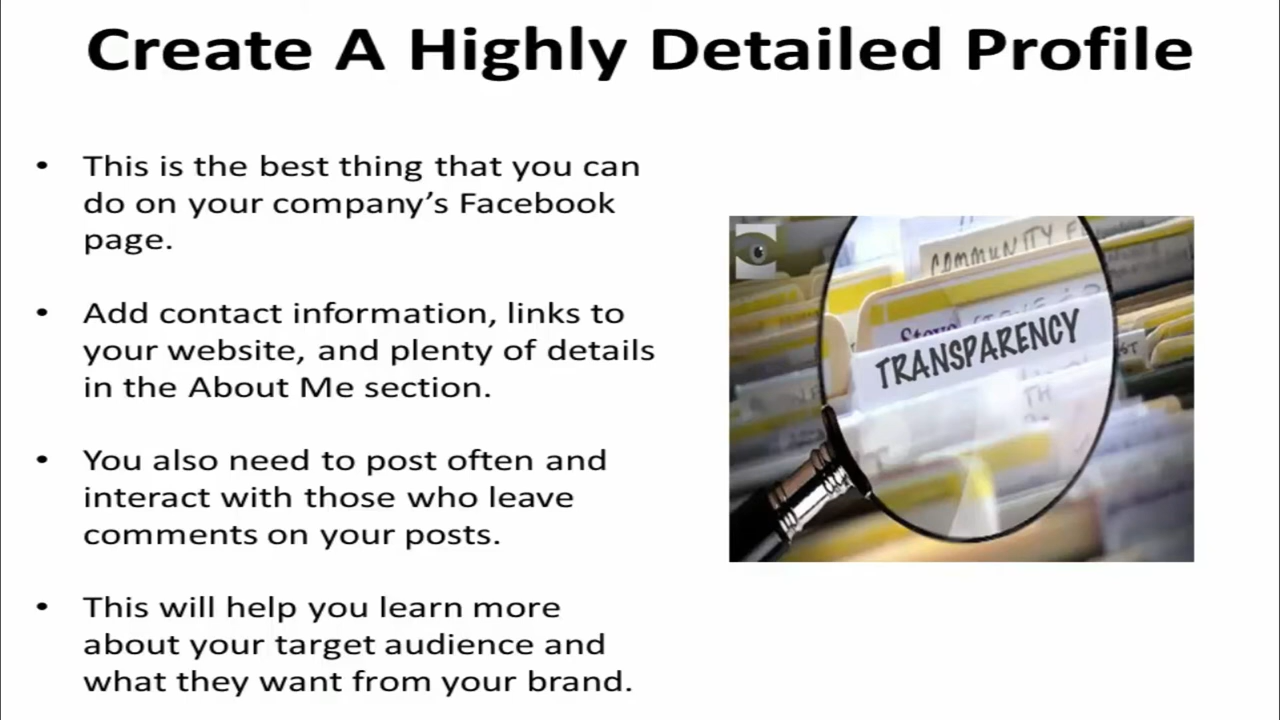 Create A Highly Detailed Profile
• This is the best thing that you can
do on your company’s Facebook
page.
• Add contact information, links to
your website, and plenty of details
in the About Me section.
• You also need to post often and
interact with those who leave
comments on your posts.
• This will help you learn more
about your target audience and
what they want from your brand.
COMMUNITY
TRANSPARENCY